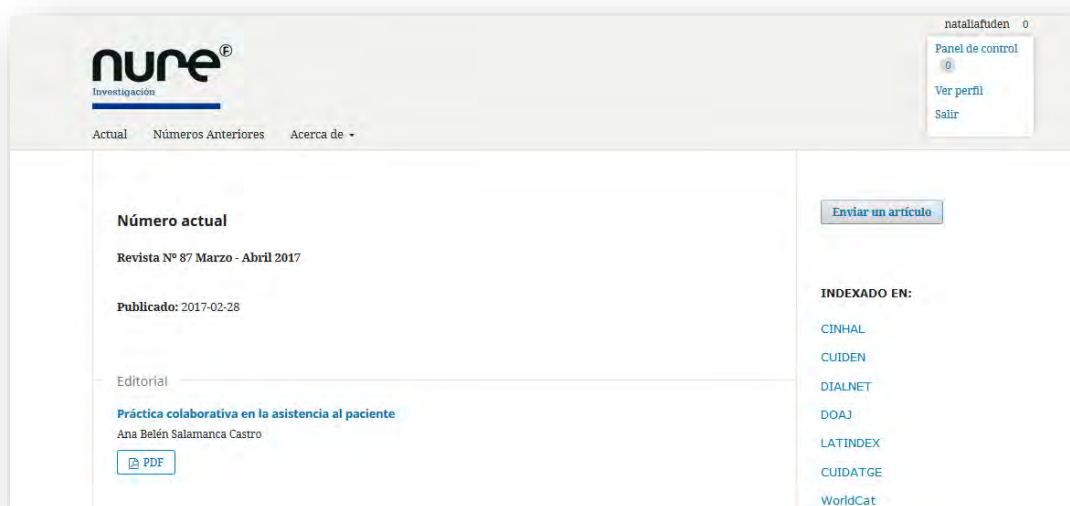 nataliafuden 0
Panel de control
0
Ver perfil
Salir
nure®
Investigación
Actual Números Anteriores Acerca de
Enviar un artículo
Número actual
Revista Nº 87 Marzo - Abril 2017
Publicado: 2017-02-28
Editorial
Práctica colaborativa en la asistencia al paciente
Ana Belén Salamanca Castro
PDF
INDEXADO EN:
CINHAL
CUIDEN
DIALNET
DOAJ
LATINDEX
CUIDATGE
WorldCat